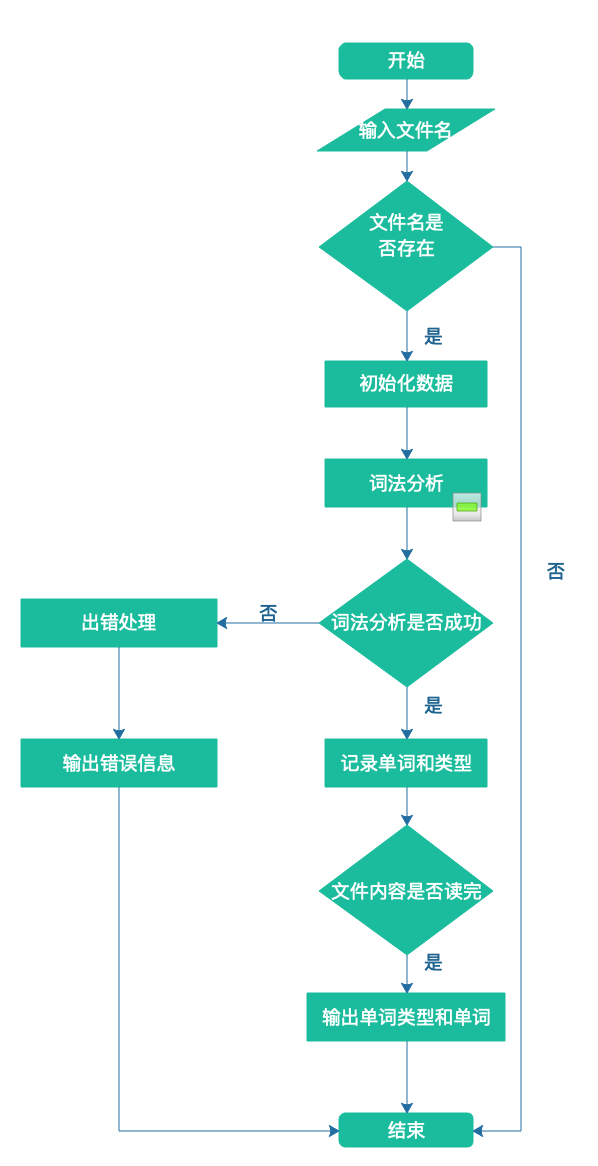 开始
输入文件名
文件名是
否存在
是
初始化数据
词法分析
否
词法分析是否成功
否
出错处理
是
输出错误信息
记录单词和类型
文件内容是否读完
是
输出单词类型和单词
结束